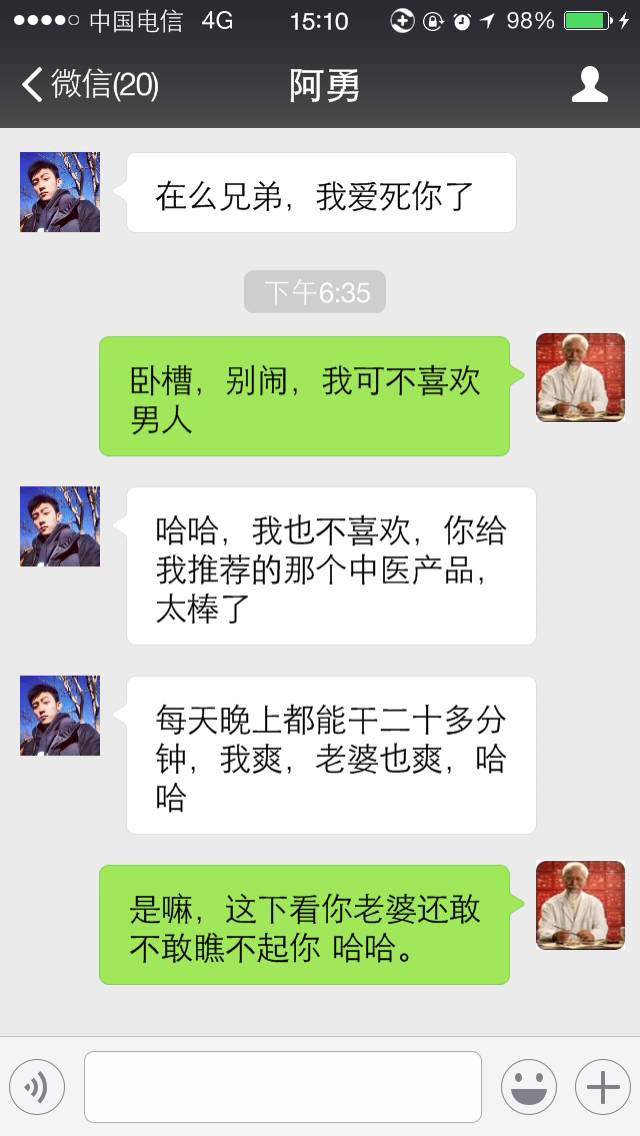 中国电信 4G 15:10 98%
微信(20) 阿勇
在么兄弟，我爱死你了
下午6:35
卧槽，别闹，我可不喜欢
男人
哈哈，我也不喜欢，你给
我推荐的那个中医产品，
太棒了
每天晚上都能干二十多分
钟，我爽，老婆也爽，哈
哈
是嘛，这下看你老婆还敢
不敢瞧不起你 哈哈。